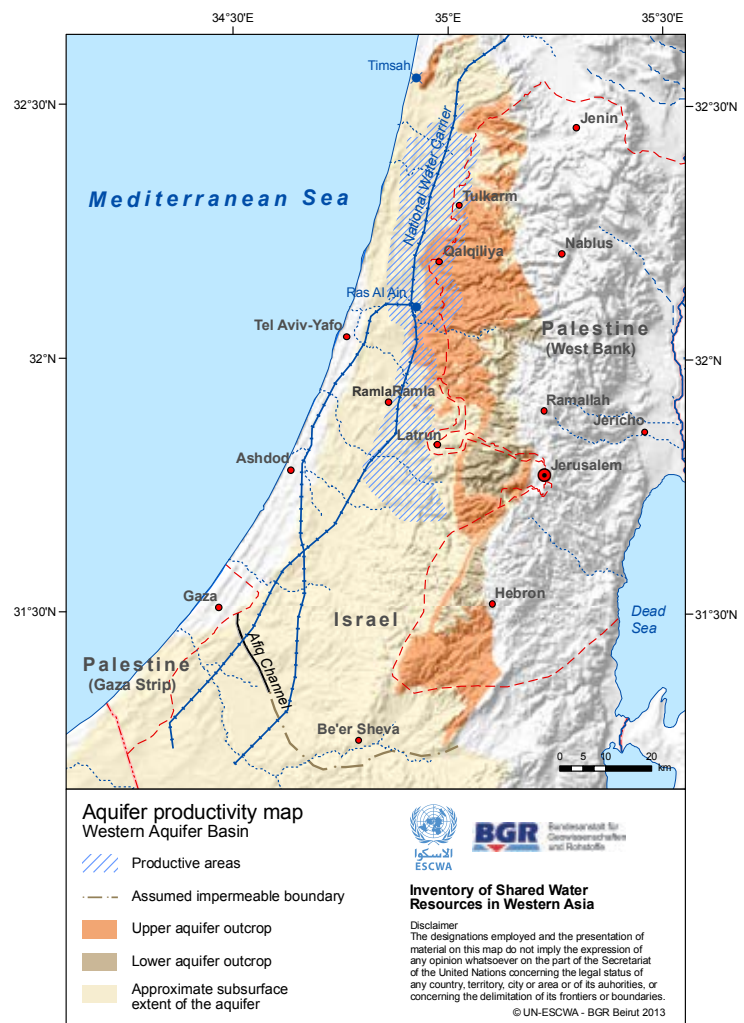 34°30'
35°E
35°30'
Timsah
32°30'
32°30'
Jenin
National Water Carrier
Mediterranean Sea
Tulkarm
Nablus
Qalqiliya
Ras Al Ain
Tel Aviv-Yafo
Palestine
(West Bank)
32°N
32°N
RamlaRamla
Ramallah
Jericho
Latrun
Ashdod
Jerusalem
31°30'
31°30'
Gaza
Hebron
Israel
Dead
Sea
Afiq Channel
Palestine
(Gaza Strip)
Be'er Sheva
0 5 10 20
km
Aquifer productivity map
Western Aquifer Basin
Productive areas
Assumed impermeable boundary
Upper aquifer outcrop
Lower aquifer outcrop
Approximate subsurface
extent of the aquifer
الاسكوا
ESCWA
BGR
Bundesanstalt für
Geowissenschaften
und Rohstoffe
Inventory of Shared Water
Resources in Western Asia
Disclaimer
The designations employed and the presentation of
material on this map do not imply the expression of
any opinion whatsoever on the part of the Secretariat
of the United Nations concerning the legal status of
any country, territory, city or area or of its authorities, or
concerning the delimitation of its frontiers or boundaries.
© UN-ESCWA - BGR Beirut 2013